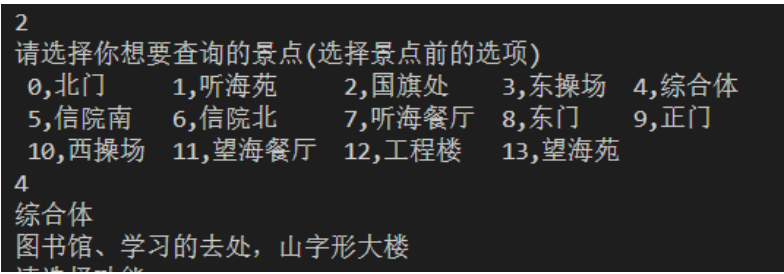 2
请选择你想要查询的景点(选择景点前的选项)
0,北门 1,听海苑 2,国旗处 3,东操场 4,综合体
5,信院南 6,信院北 7,听海餐厅 8,东门 9,正门
10,西操场 11,望海餐厅 12,工程楼 13,望海苑
4
综合体
图书馆、学习的去处，山字形大楼